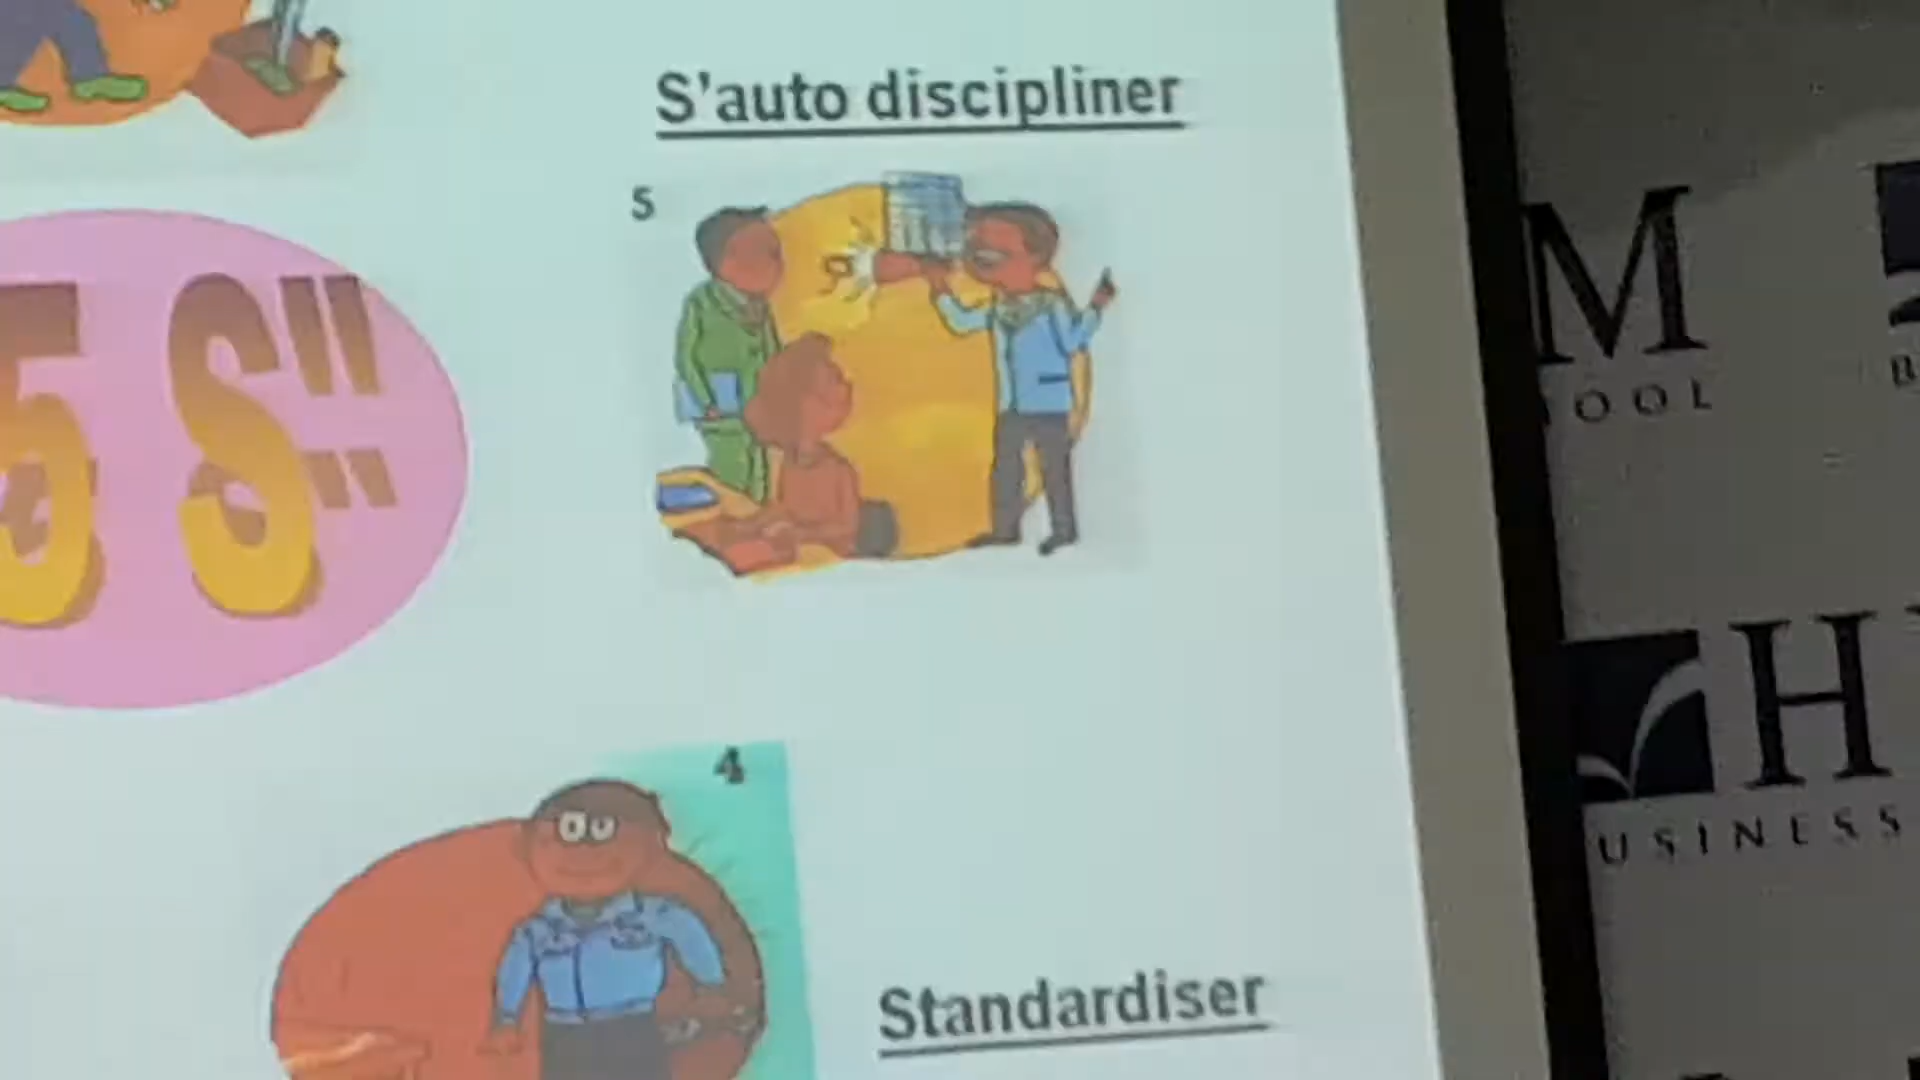 S'auto discipliner
5
5 S"
4
Standardiser
M
OOL
B
H
USINESS